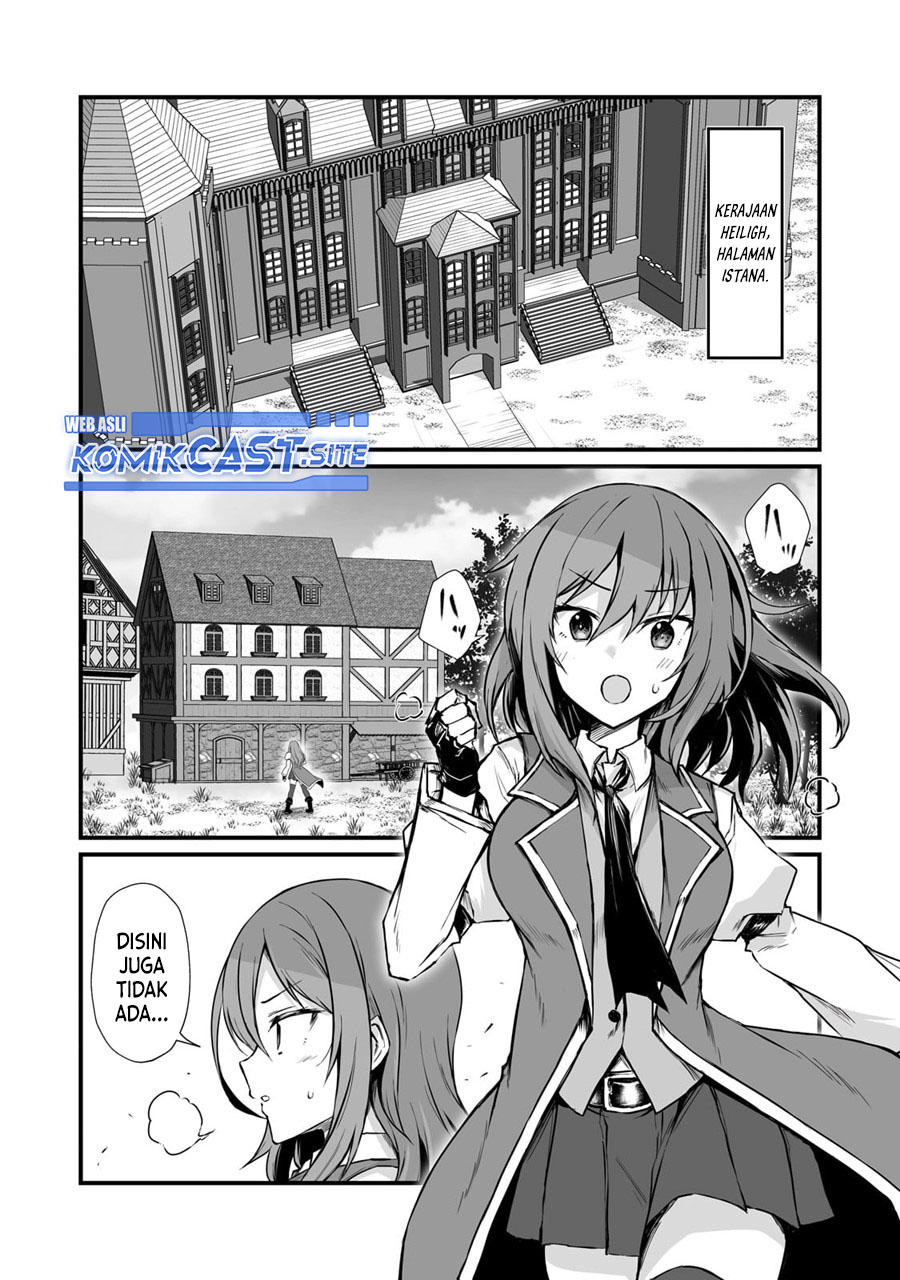 KERAJAAN
HEILIGH,
HALAMAN
ISTANA.
WEB ASLI
KOMIKCAST.SITE
DISINI
JUGA
TIDAK
ADA...